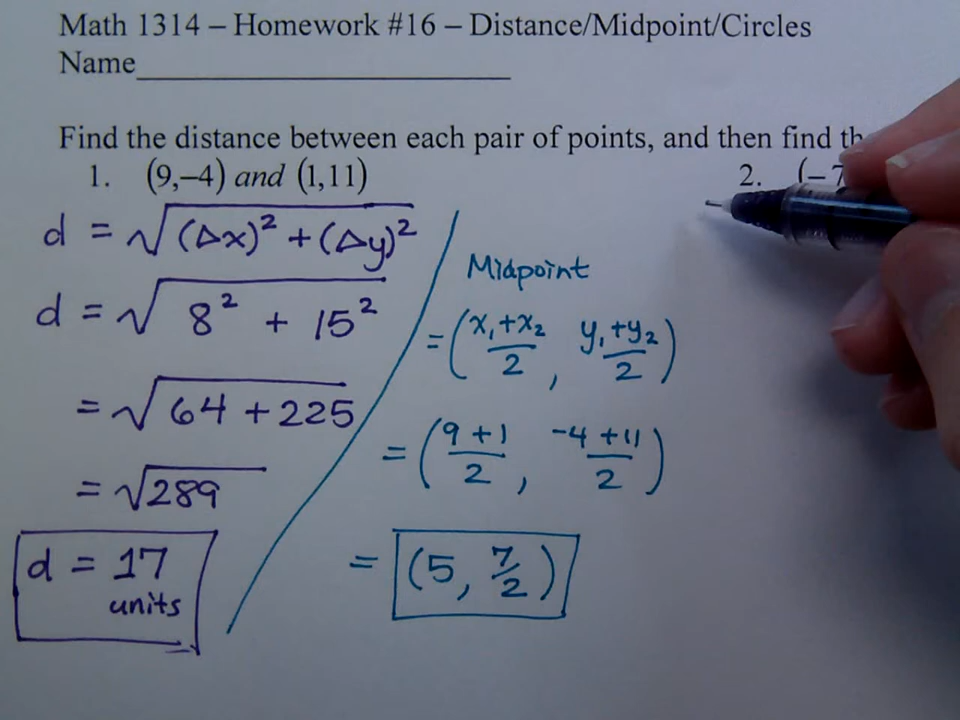 Math 1314 – Homework #16 – Distance/Midpoint/Circles
Name____________________________
Find the distance between each pair of points, and then find th
1. (9,–4) and (1,11)
2. (–7
d = √(Δx)² + (Δy)²
d = √8² + 15²
= √64 + 225
= √289
d = 17
units
Midpoint
= (x₁+x₂/2, y₁+y₂/2)
= (9+1/2, -4+11/2)
= (5, 7/2)